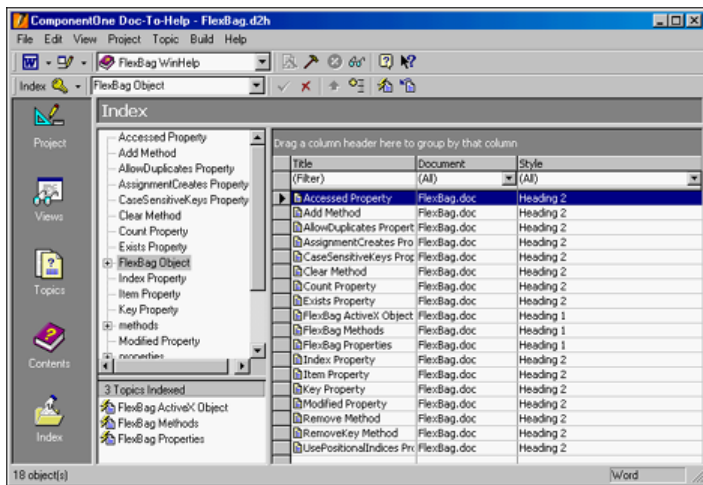 ComponentOne Doc-To-Help - FlexBag.d2h
File Edit View Project Topic Build Help
FlexBag WinHelp
Index FlexBag Object
Index
Project
Views
Topics
Contents
Index
Accessed Property
Add Method
AllowDuplicates Property
AssignmentCreates Property
CaseSensitiveKeys Property
Clear Method
Count Property
Exists Property
FlexBag Object
Index Property
Item Property
Key Property
methods
Modified Property
properties
3 Topics Indexed
FlexBag ActiveX Object
FlexBag Methods
FlexBag Properties
Drag a column header here to group by that column
Title Document Style
(Filter) (All) (All)
Accessed Property FlexBag.doc Heading 2
Add Method FlexBag.doc Heading 2
AllowDuplicates Propert FlexBag.doc Heading 2
AssignmentCreates Pro FlexBag.doc Heading 2
CaseSensitiveKeys Prop FlexBag.doc Heading 2
Clear Method FlexBag.doc Heading 2
Count Property FlexBag.doc Heading 2
Exists Property FlexBag.doc Heading 2
FlexBag ActiveX Object FlexBag.doc Heading 1
FlexBag Methods FlexBag.doc Heading 1
FlexBag Properties FlexBag.doc Heading 1
Index Property FlexBag.doc Heading 2
Item Property FlexBag.doc Heading 2
Key Property FlexBag.doc Heading 2
Modified Property FlexBag.doc Heading 2
Remove Method FlexBag.doc Heading 2
RemoveKey Method FlexBag.doc Heading 2
UsePositionalIndices Pro FlexBag.doc Heading 2
18 object(s) Word